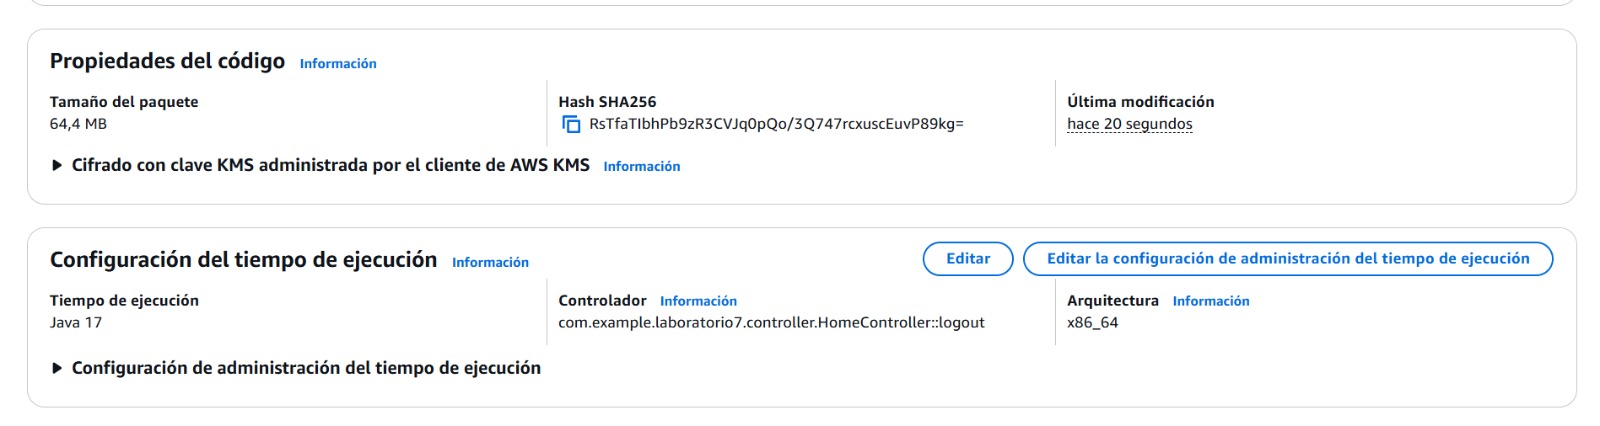 Propiedades del código Información
Tamaño del paquete
64,4 MB
Hash SHA256
RsTfaTIbhPb9zR3CVJq0pQo/3Q747rcxuscEuvP89kg=
Última modificación
hace 20 segundos
Cifrado con clave KMS administrada por el cliente de AWS KMS Información
Configuración del tiempo de ejecución Información
Editar
Editar la configuración de administración del tiempo de ejecución
Tiempo de ejecución
Java 17
Controlador Información
com.example.laboratorio7.controller.HomeController::logout
Arquitectura Información
x86_64
Configuración de administración del tiempo de ejecución